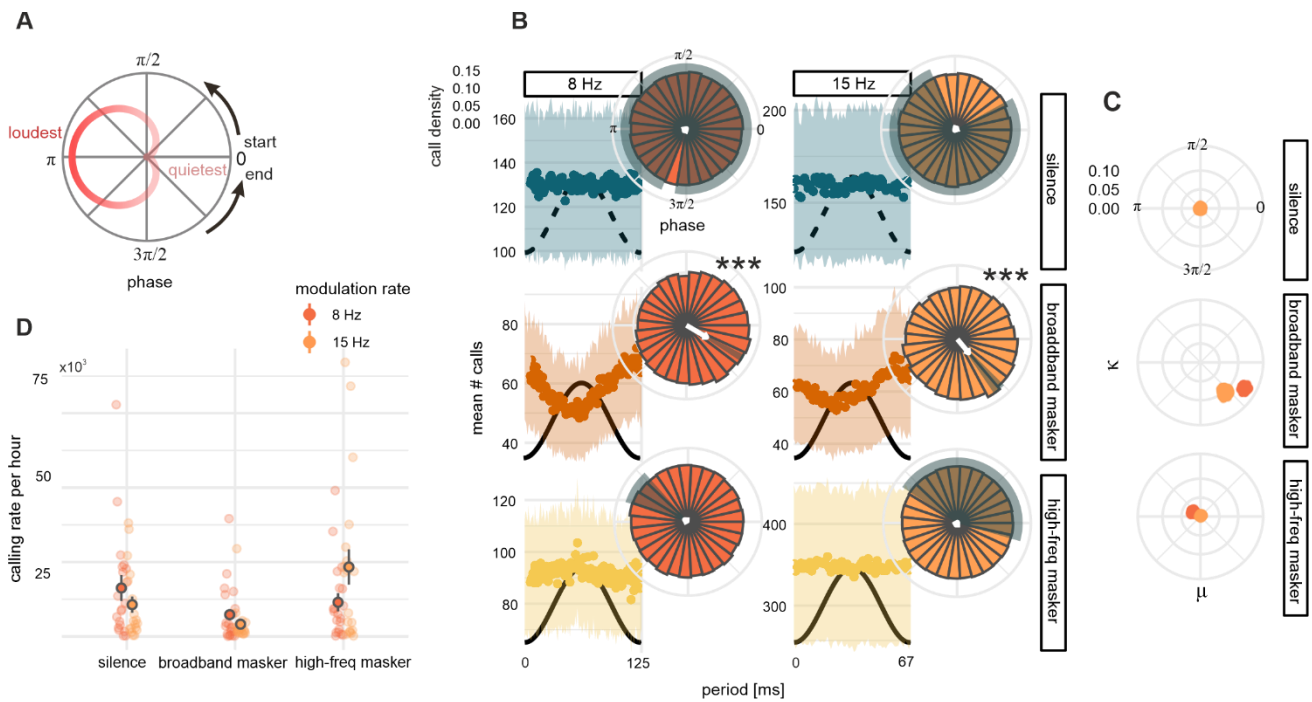 A
π/2
loudest
π
start
0
end
quietest
3π/2
phase
B
call density
0.15
0.10
0.05
0.00
8 Hz
π/2
π
0
3π/2
phase
15 Hz
silence
160
140
130
120
100
200
150
mean # calls
80
60
40
***
100
80
60
40
***
broaddband masker
120
100
80
400
300
high-freq masker
0
125
0
67
period [ms]
C
0.10
0.05
0.00
π/2
π
0
3π/2
silence
κ
broadband masker
high-freq masker
μ
D
modulation rate
8 Hz
15 Hz
x10³
calling rate per hour
75
50
25
0
silence
broadband masker
high-freq masker